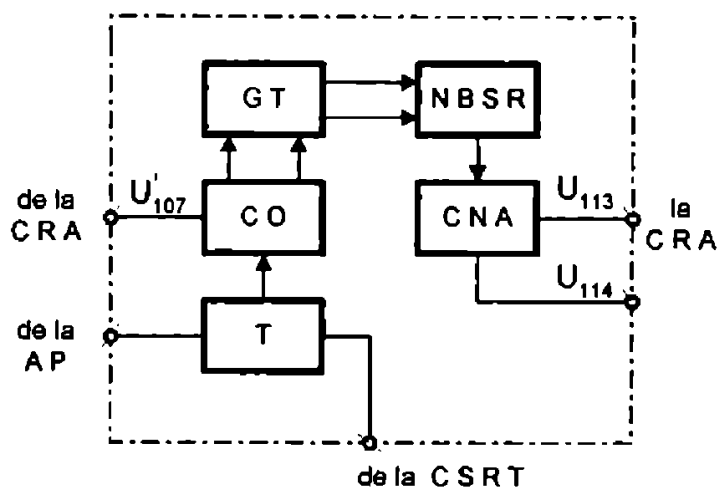 GT
NBSR
de la
CRA
U'107
CO
CNA
U113
la
CRA
U114
de la
AP
T
de la CSRT